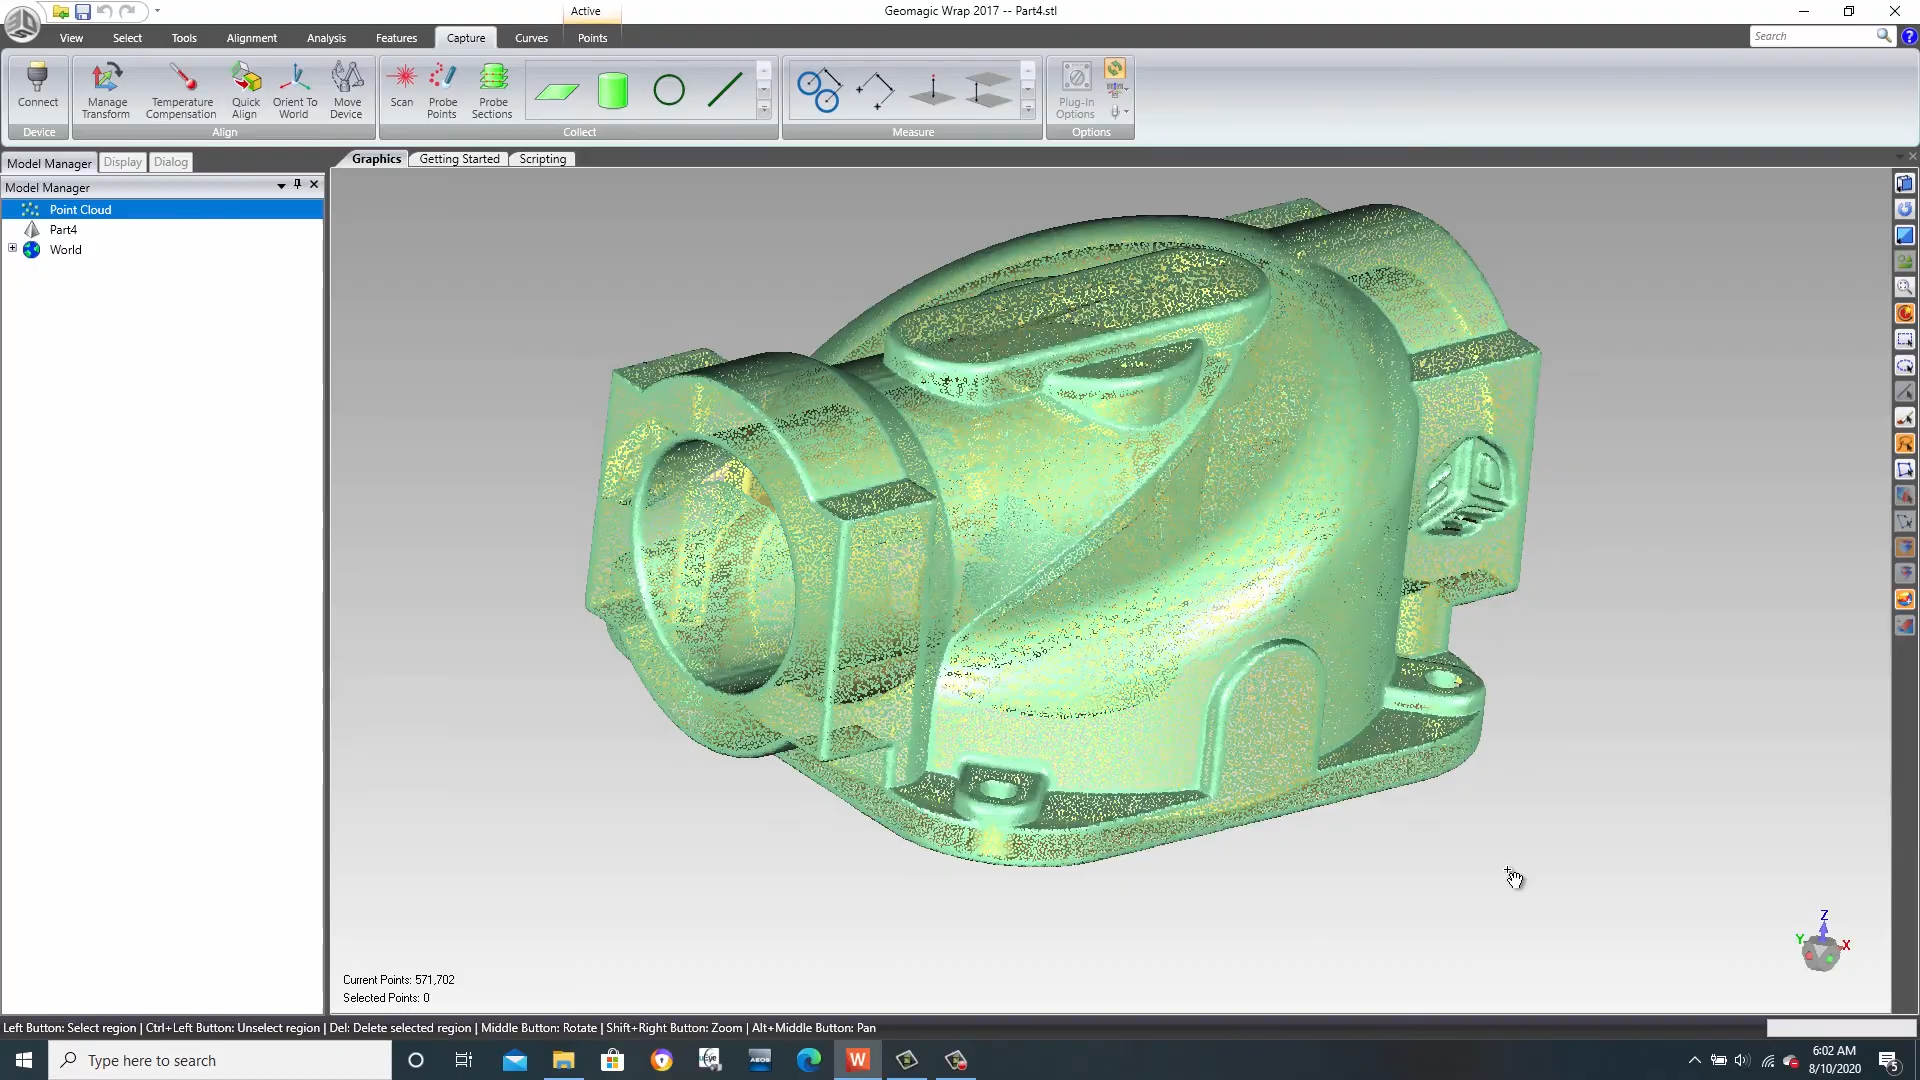 Active
Geomagic Wrap 2017 -- Part4.stl
View Select Tools Alignment Analysis Features Capture Curves Points
Search
Connect
Manage Transform
Temperature Compensation
Quick Align
Orient To World
Move Device
Scan
Probe Points
Probe Sections
Plug-In Options
Device Align Collect Measure Options
Model Manager Display Dialog
Graphics Getting Started Scripting
Model Manager
Point Cloud
Part4
World
Z
Y
X
Current Points: 571,702
Selected Points: 0
Left Button: Select region | Ctrl+Left Button: Unselect region | Del: Delete selected region | Middle Button: Rotate | Shift+Right Button: Zoom | Alt+Middle Button: Pan
Type here to search
W
6:02 AM
8/10/2020
5